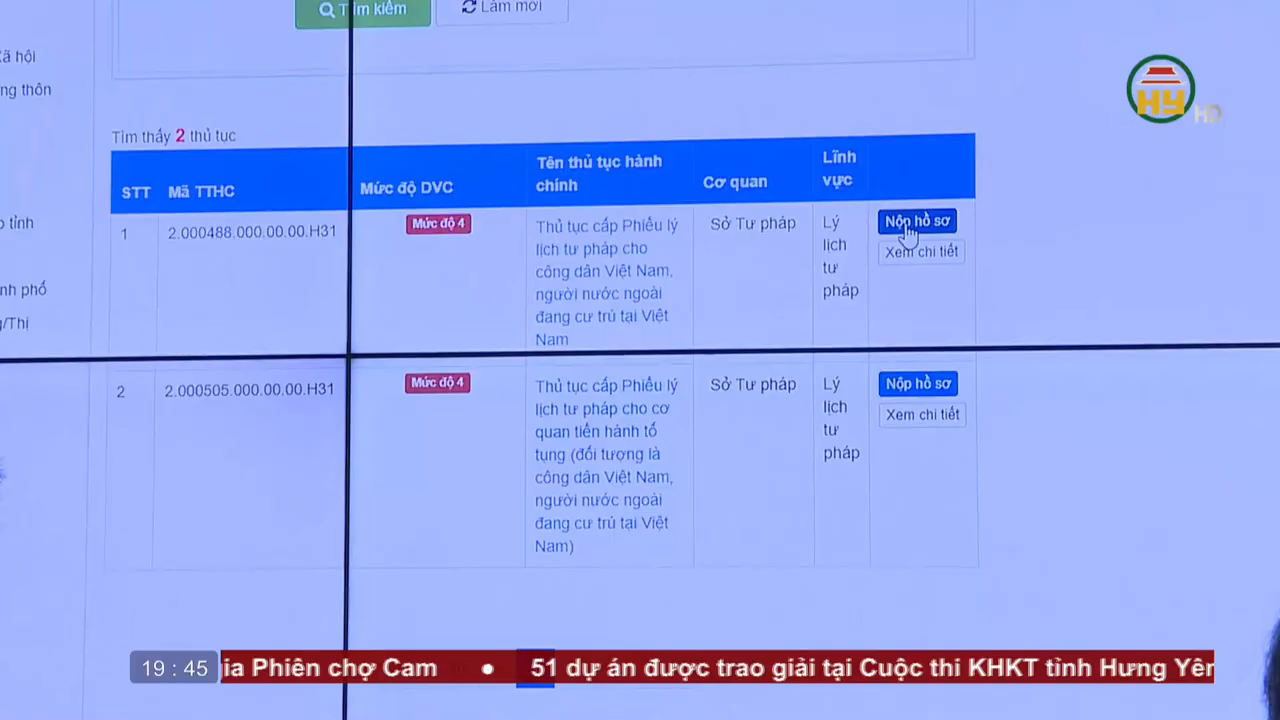 Tìm kiếm
Làm mới
ã hội
ng thôn
HY HD
Tìm thấy 2 thủ tục
STT
Mã TTHC
Mức độ DVC
Tên thủ tục hành
chính
Cơ quan
Lĩnh
vực
1
2.000488.000.00.00.H31
Mức độ 4
Thủ tục cấp Phiếu lý
lịch tư pháp cho
công dân Việt Nam,
người nước ngoài
đang cư trú tại Việt
Nam
Sở Tư pháp
Lý
lịch
tư
pháp
Nộp hồ sơ
Xem chi tiết
tỉnh
nh phố
/Thị
2
2.000505.000.00.00.H31
Mức độ 4
Thủ tục cấp Phiếu lý
lịch tư pháp cho cơ
quan tiến hành tố
tụng (đối tượng là
công dân Việt Nam,
người nước ngoài
đang cư trú tại Việt
Nam)
Sở Tư pháp
Lý
lịch
tư
pháp
Nộp hồ sơ
Xem chi tiết
19 : 45
ia Phiên chợ Cam • 51 dự án được trao giải tại Cuộc thi KHKT tỉnh Hưng Yên